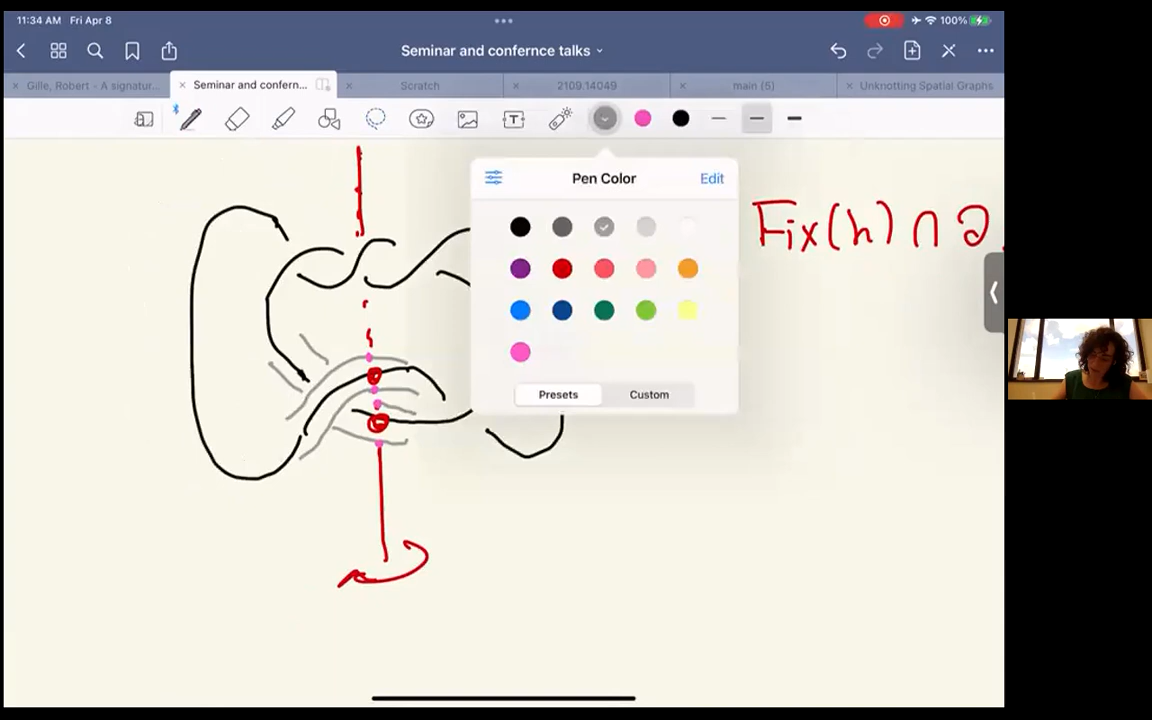 11:34 AM Fri Apr 8
100%
Seminar and confernce talks
Gille, Robert - A signatur...
Seminar and confern...
Scratch
2109.14049
main (5)
Unknotting Spatial Graphs
T
Pen Color
Edit
Fix(h) ∩ ∂
Presets
Custom